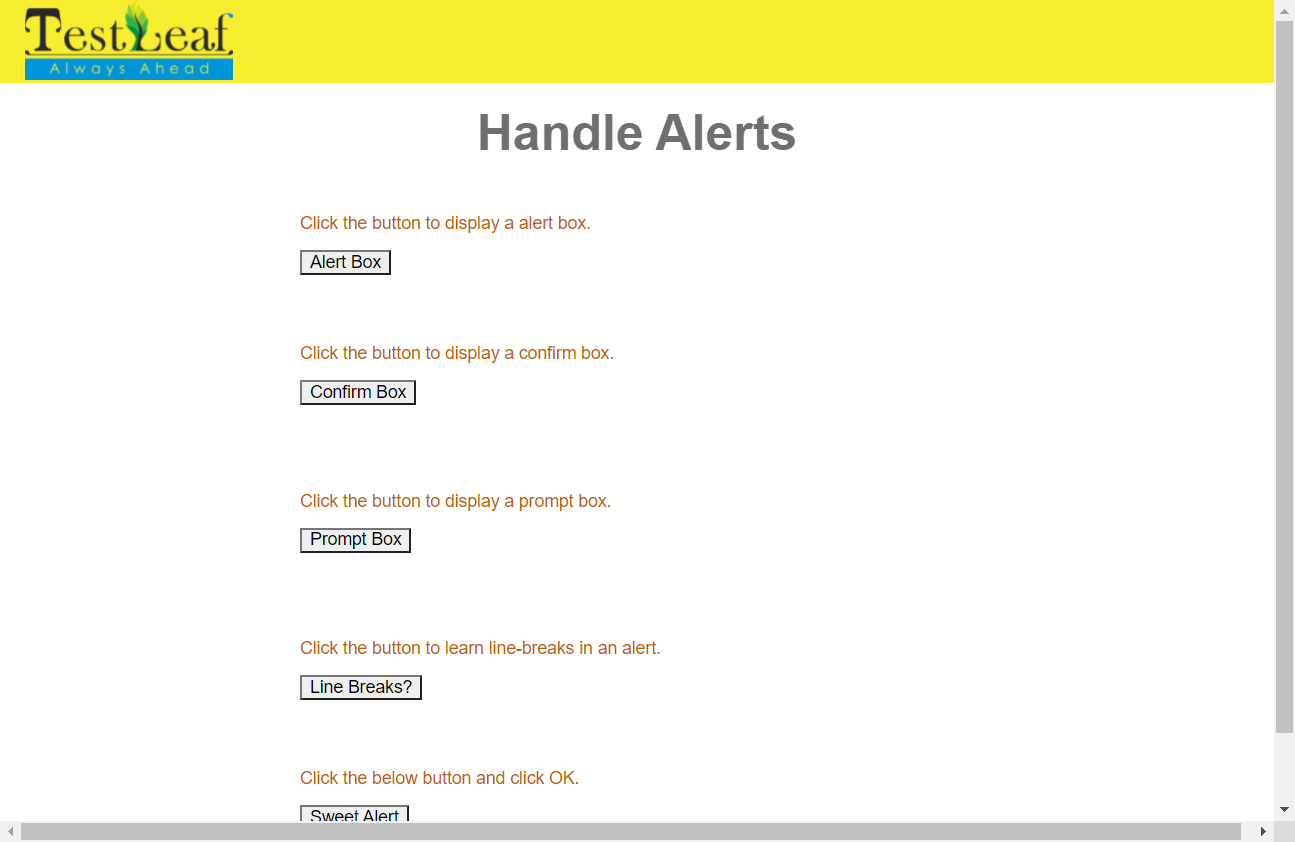 TestLeaf
Always Ahead
Handle Alerts
Click the button to display a alert box.
Alert Box
Click the button to display a confirm box.
Confirm Box
Click the button to display a prompt box.
Prompt Box
Click the button to learn line-breaks in an alert.
Line Breaks?
Click the below button and click OK.
Sweet Alert